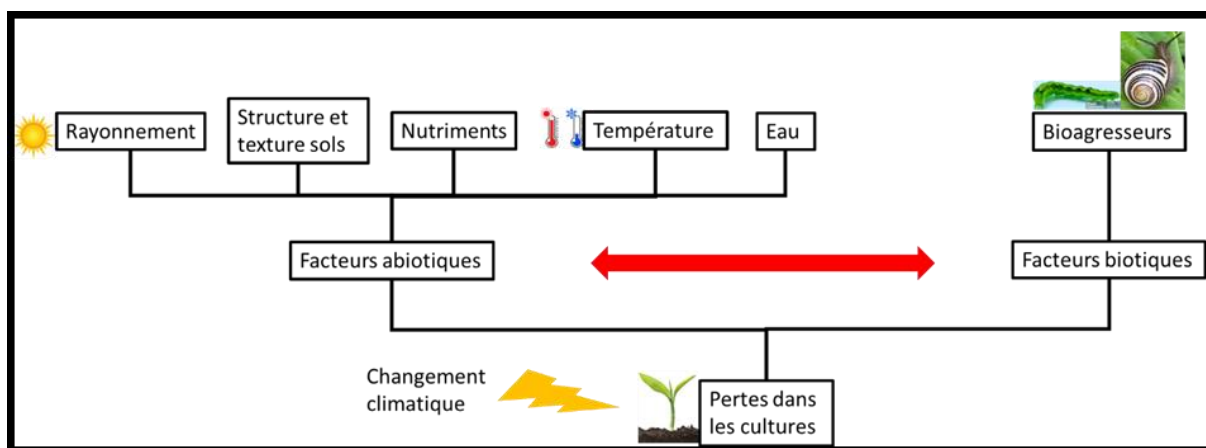 Rayonnement
Structure et
texture sols
Nutriments
Température
Eau
Bioagresseurs
Facteurs abiotiques
Facteurs biotiques
Changement
climatique
Pertes dans
les cultures